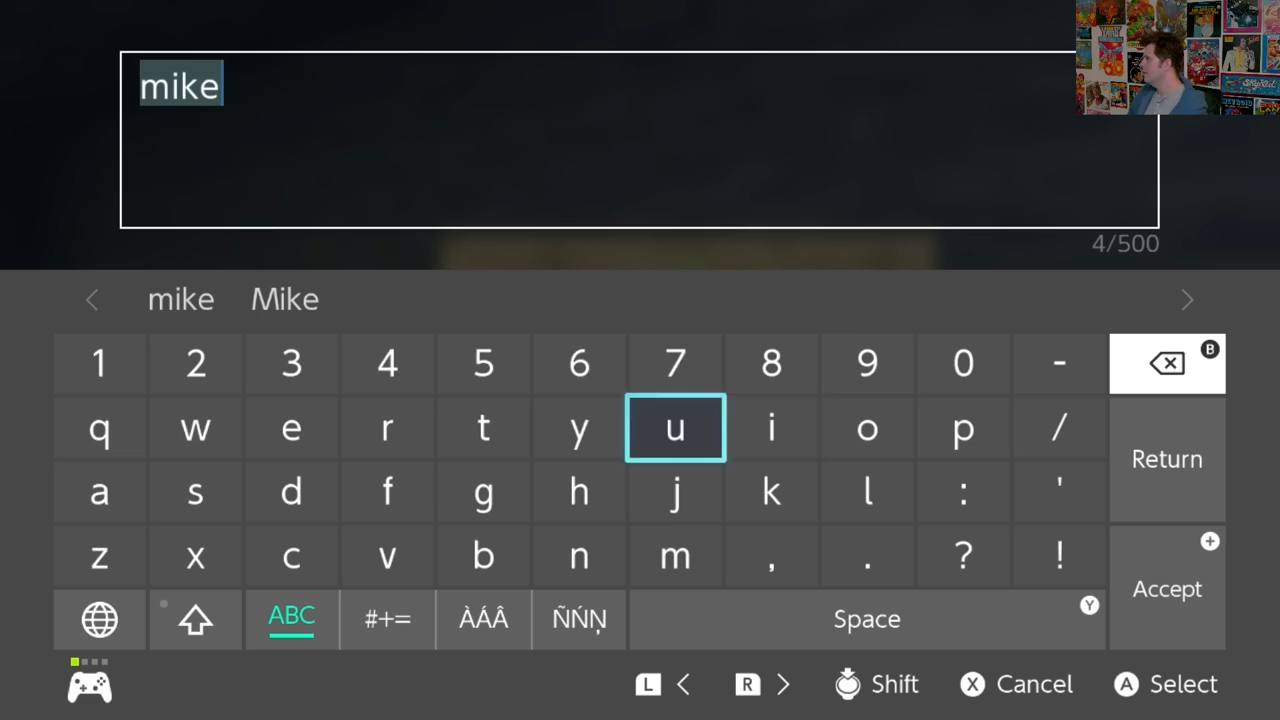 mike
4/500
mike Mike
1 2 3 4 5 6 7 8 9 0 - B
q w e r t y u i o p /
Return
a s d f g h j k l : '
z x c v b n m , . ? !
+
Accept
ABC #+= ÀÁÂ ÑŃŅ Space Y
L R Shift X Cancel A Select